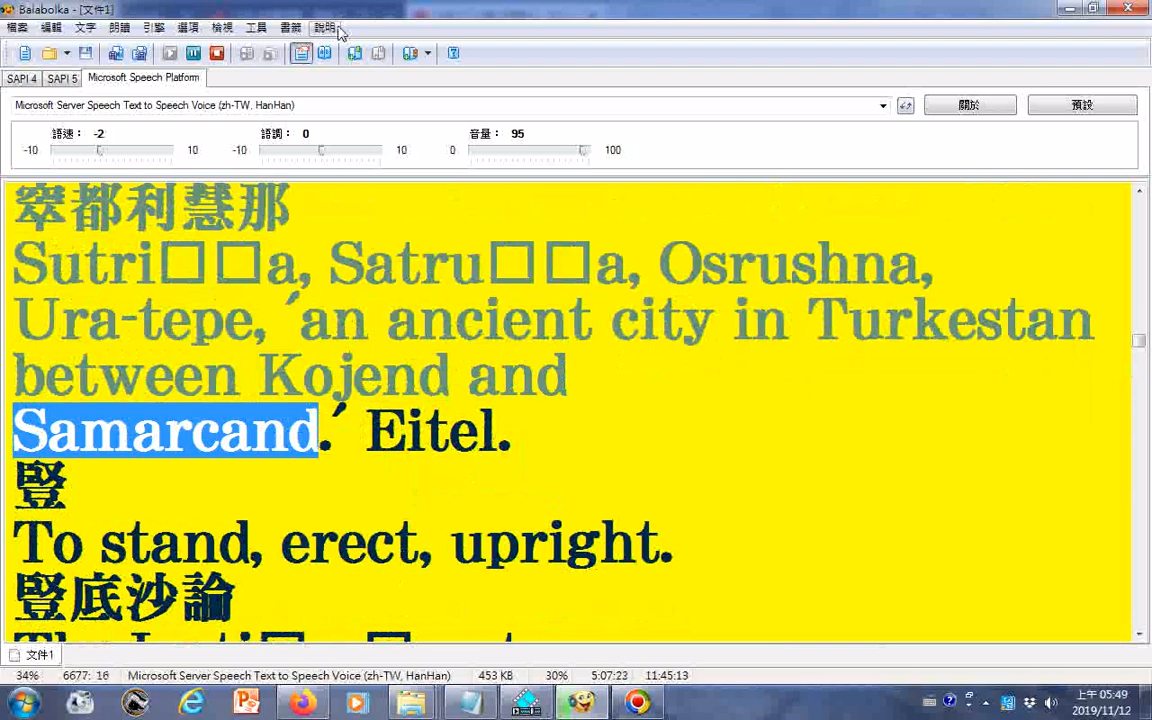 Balabolka - [文件1]
檔案 編輯 文字 朗讀 引擎 選項 檢視 工具 書籤 說明
SAPI 4 SAPI 5 Microsoft Speech Platform
Microsoft Server Speech Text to Speech Voice (zh-TW, HanHan) 關於 預設
語速： -2 語調： 0 音量： 95
-10 10 -10 10 0 100
窣都利慧那
Sutri□□a, Satru□□a, Osrushna,
Ura-tepe, ´an ancient city in Turkestan
between Kojend and
Samarcand.´ Eitel.
豎
To stand, erect, upright.
豎底沙論
文件1
34% 6677: 16 Microsoft Server Speech Text to Speech Voice (zh-TW, HanHan) 453 KB 30% 5:07:23 11:45:13
上午 05:49
2019/11/12